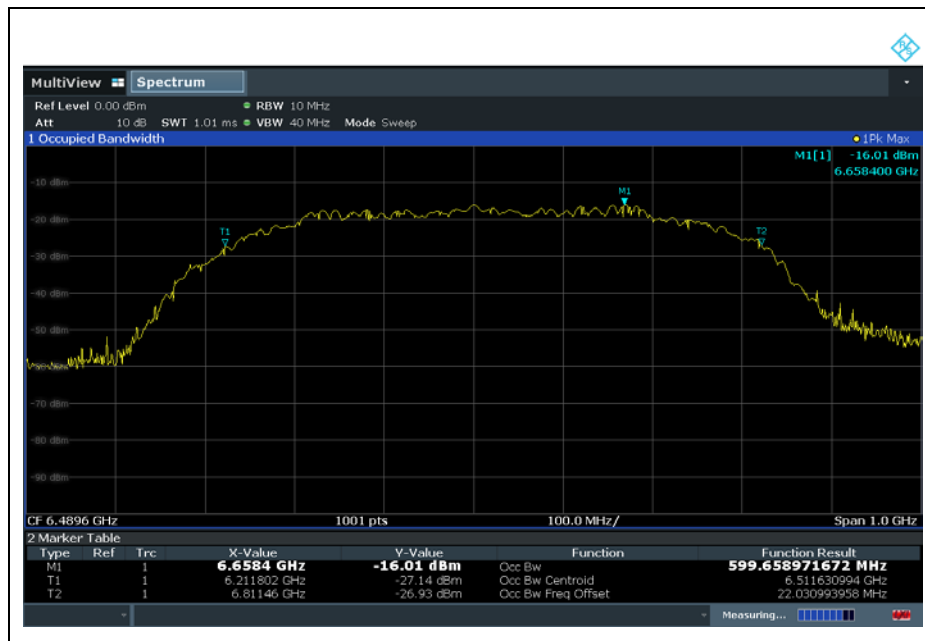 R&S
MultiView Spectrum
Ref Level 0.00 dBm RBW 10 MHz
Att 10 dB SWT 1.01 ms VBW 40 MHz Mode Sweep
1 Occupied Bandwidth 1Pk Max
M1[1] -16.01 dBm
6.658400 GHz
-10 dBm
M1
-20 dBm
T1 T2
-30 dBm
-40 dBm
-50 dBm
-60 dBm
-70 dBm
-80 dBm
-90 dBm
CF 6.4896 GHz 1001 pts 100.0 MHz/ Span 1.0 GHz
2 Marker Table
Type Ref Trc X-Value Y-Value Function Function Result
M1 1 6.6584 GHz -16.01 dBm Occ Bw 599.658971672 MHz
T1 1 6.211802 GHz -27.14 dBm Occ Bw Centroid 6.511630994 GHz
T2 1 6.81146 GHz -26.93 dBm Occ Bw Freq Offset 22.030993958 MHz
Measuring...